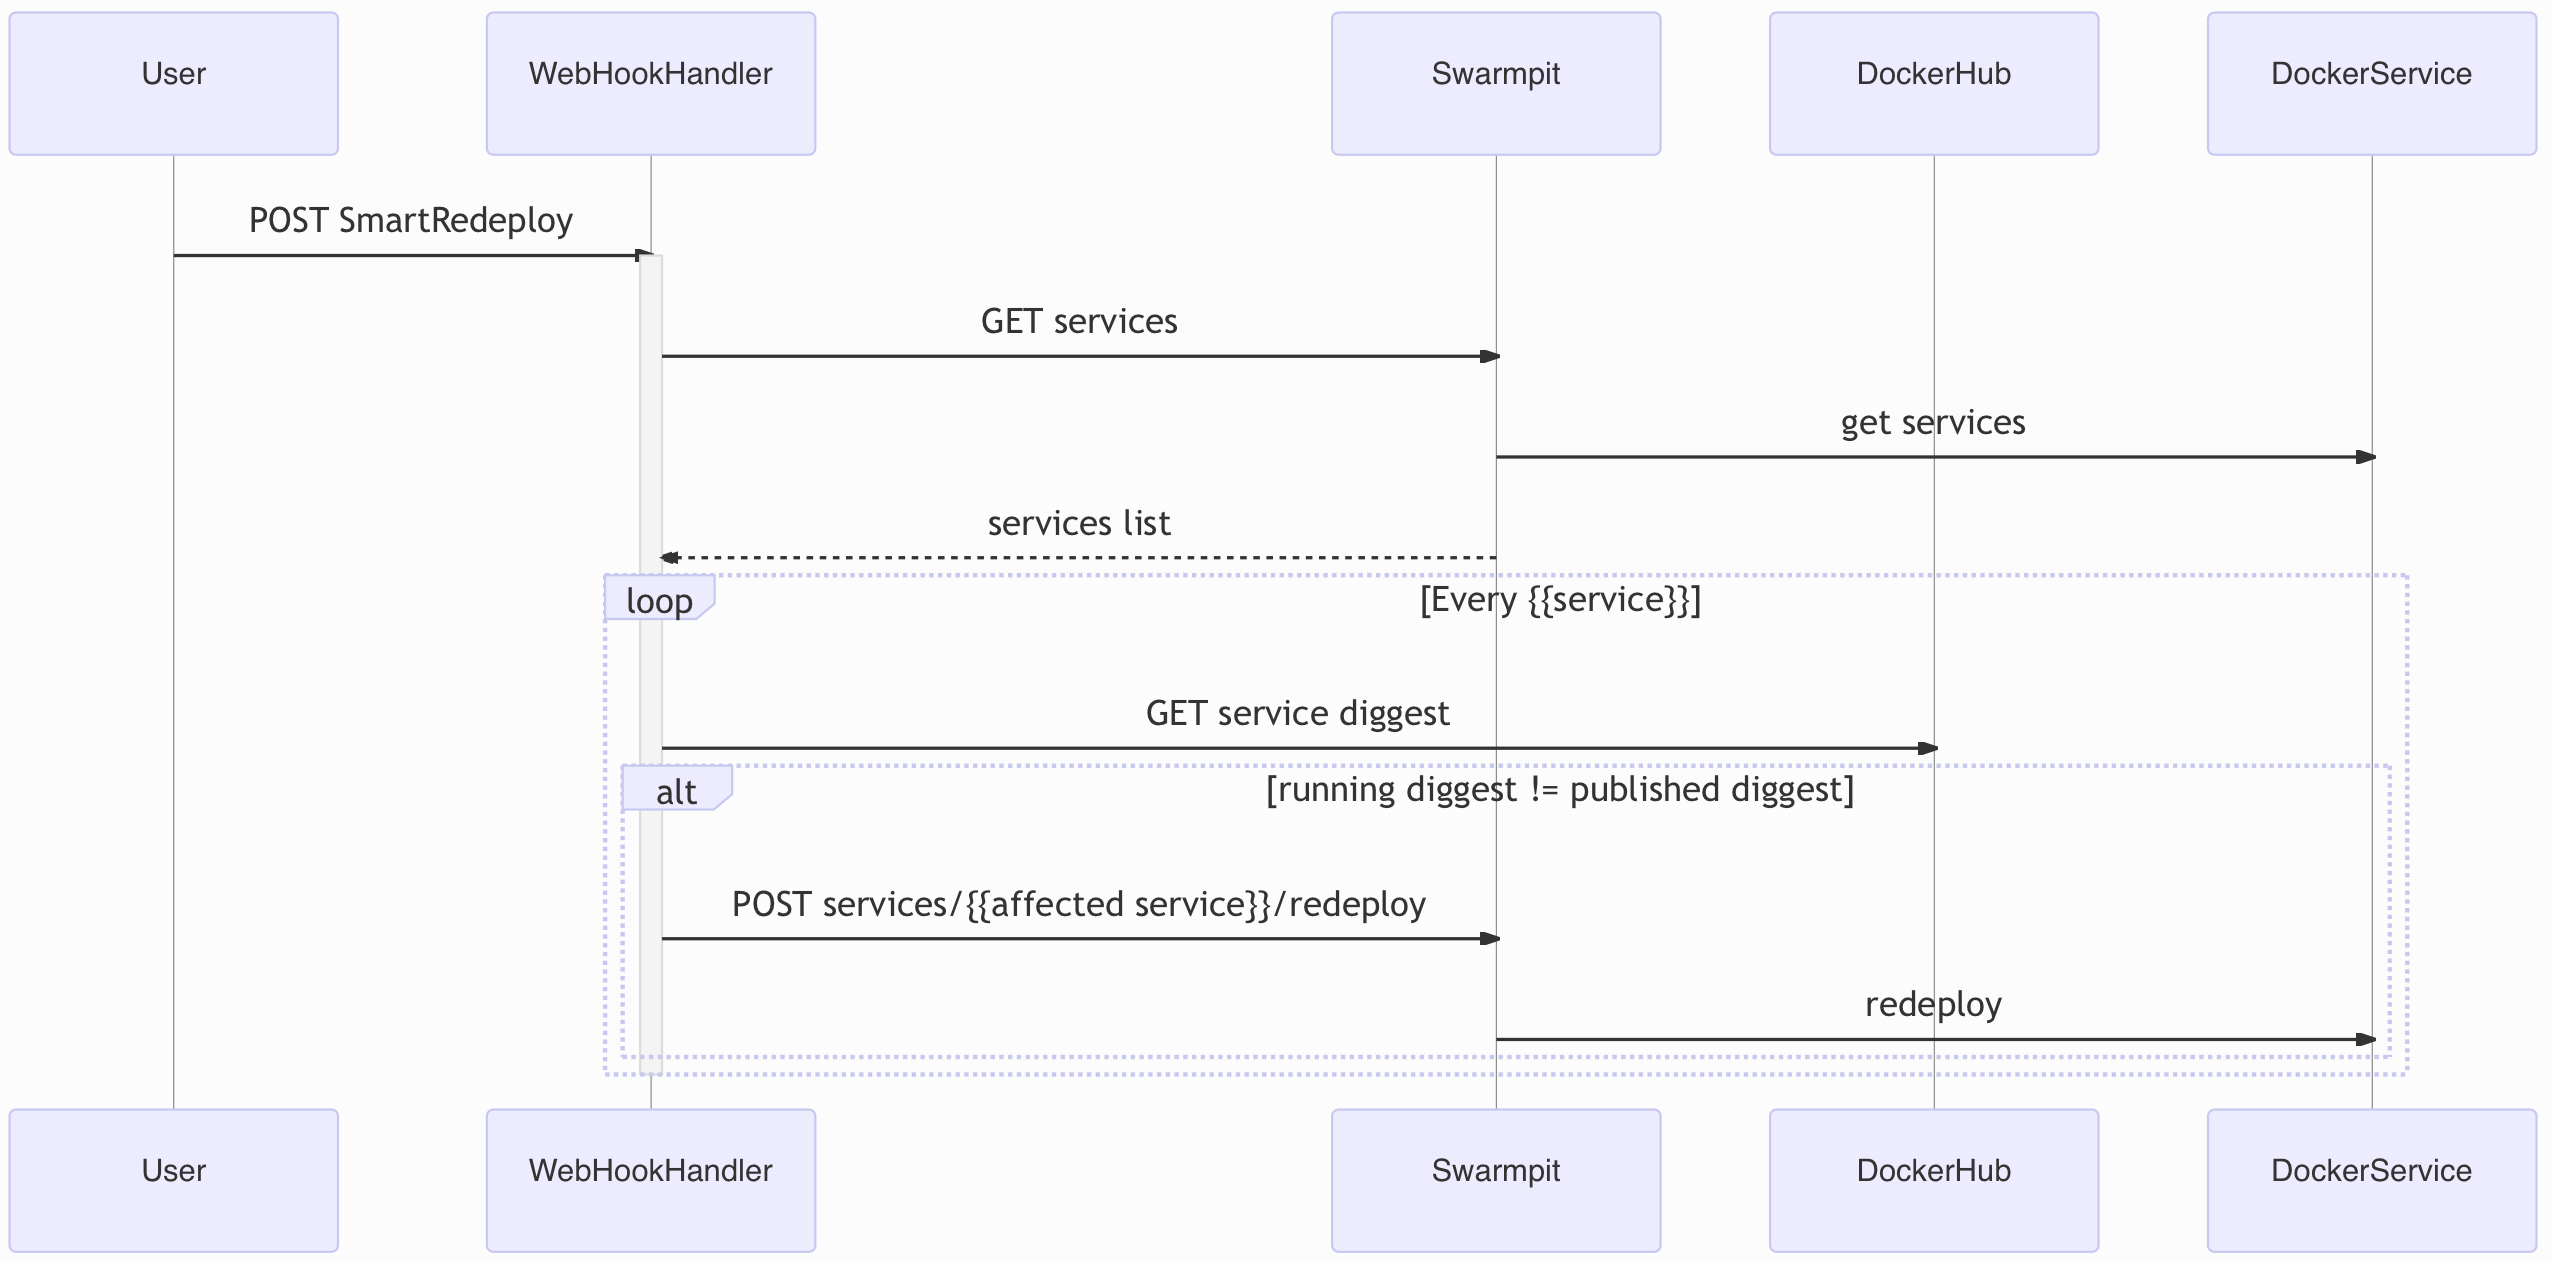 User
WebHookHandler
Swarmpit
DockerHub
DockerService
POST SmartRedeploy
GET services
get services
services list
loop
[Every {{service}}]
GET service diggest
alt
[running diggest != published diggest]
POST services/{{affected service}}/redeploy
redeploy
User
WebHookHandler
Swarmpit
DockerHub
DockerService